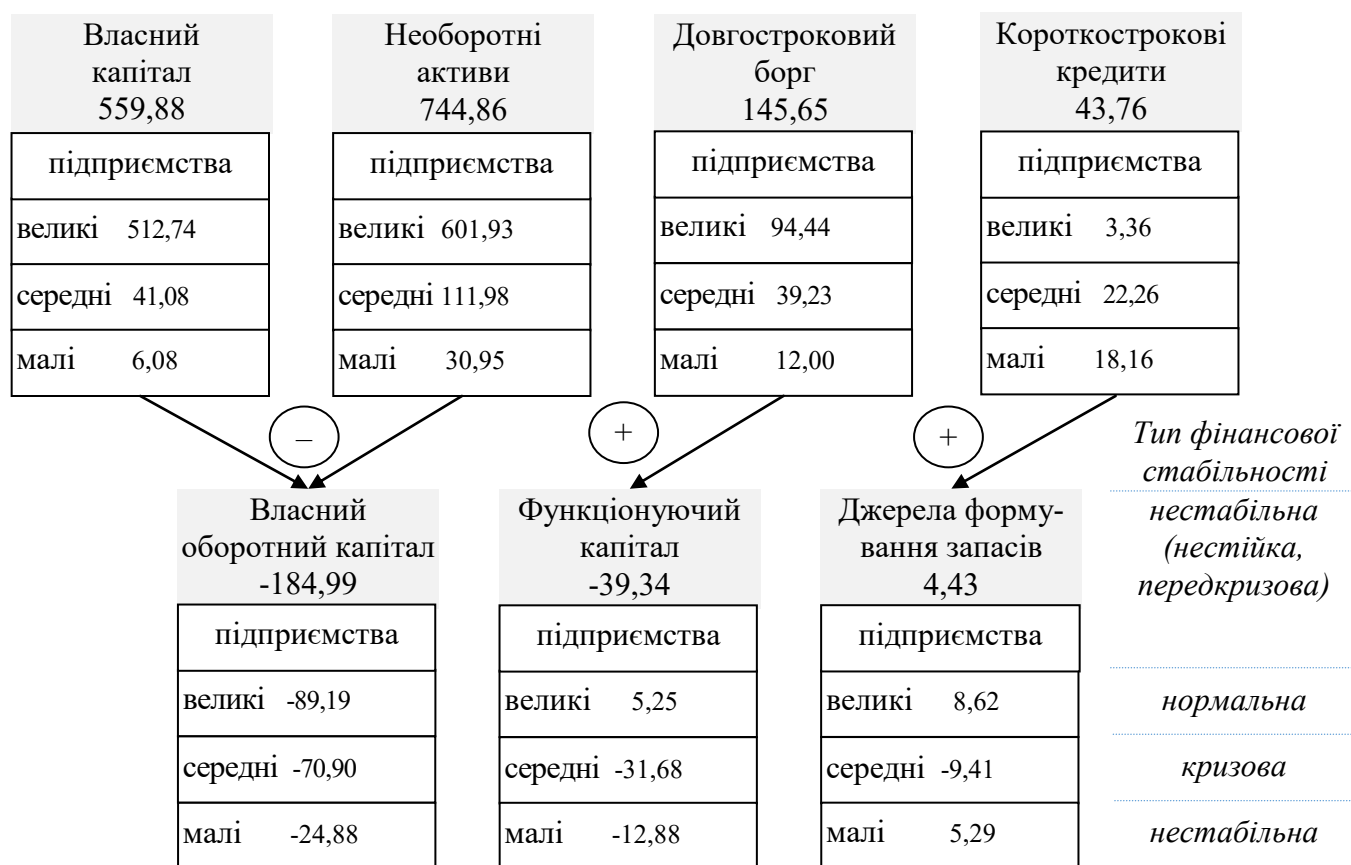 Власний
капітал
559,88
підприємства
великі 512,74
середні 41,08
малі 6,08
Необоротні
активи
744,86
підприємства
великі 601,93
середні 111,98
малі 30,95
Довгостроковий
борг
145,65
підприємства
великі 94,44
середні 39,23
малі 12,00
Короткострокові
кредити
43,76
підприємства
великі 3,36
середні 22,26
малі 18,16
–
+
+
Власний
оборотний капітал
-184,99
підприємства
великі -89,19
середні -70,90
малі -24,88
Функціонуючий
капітал
-39,34
підприємства
великі 5,25
середні -31,68
малі -12,88
Джерела форму-
вання запасів
4,43
підприємства
великі 8,62
середні -9,41
малі 5,29
Тип фінансової
стабільності
нестабільна
(нестійка,
передкризова)
нормальна
кризова
нестабільна